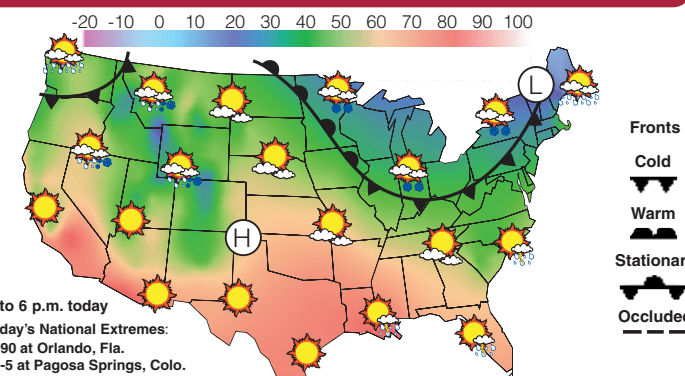 -20 -10 0 10 20 30 40 50 60 70 80 90 100
L
H
Fronts
Cold
Warm
Stationar
Occluded
to 6 p.m. today
day's National Extremes:
90 at Orlando, Fla.
-5 at Pagosa Springs, Colo.